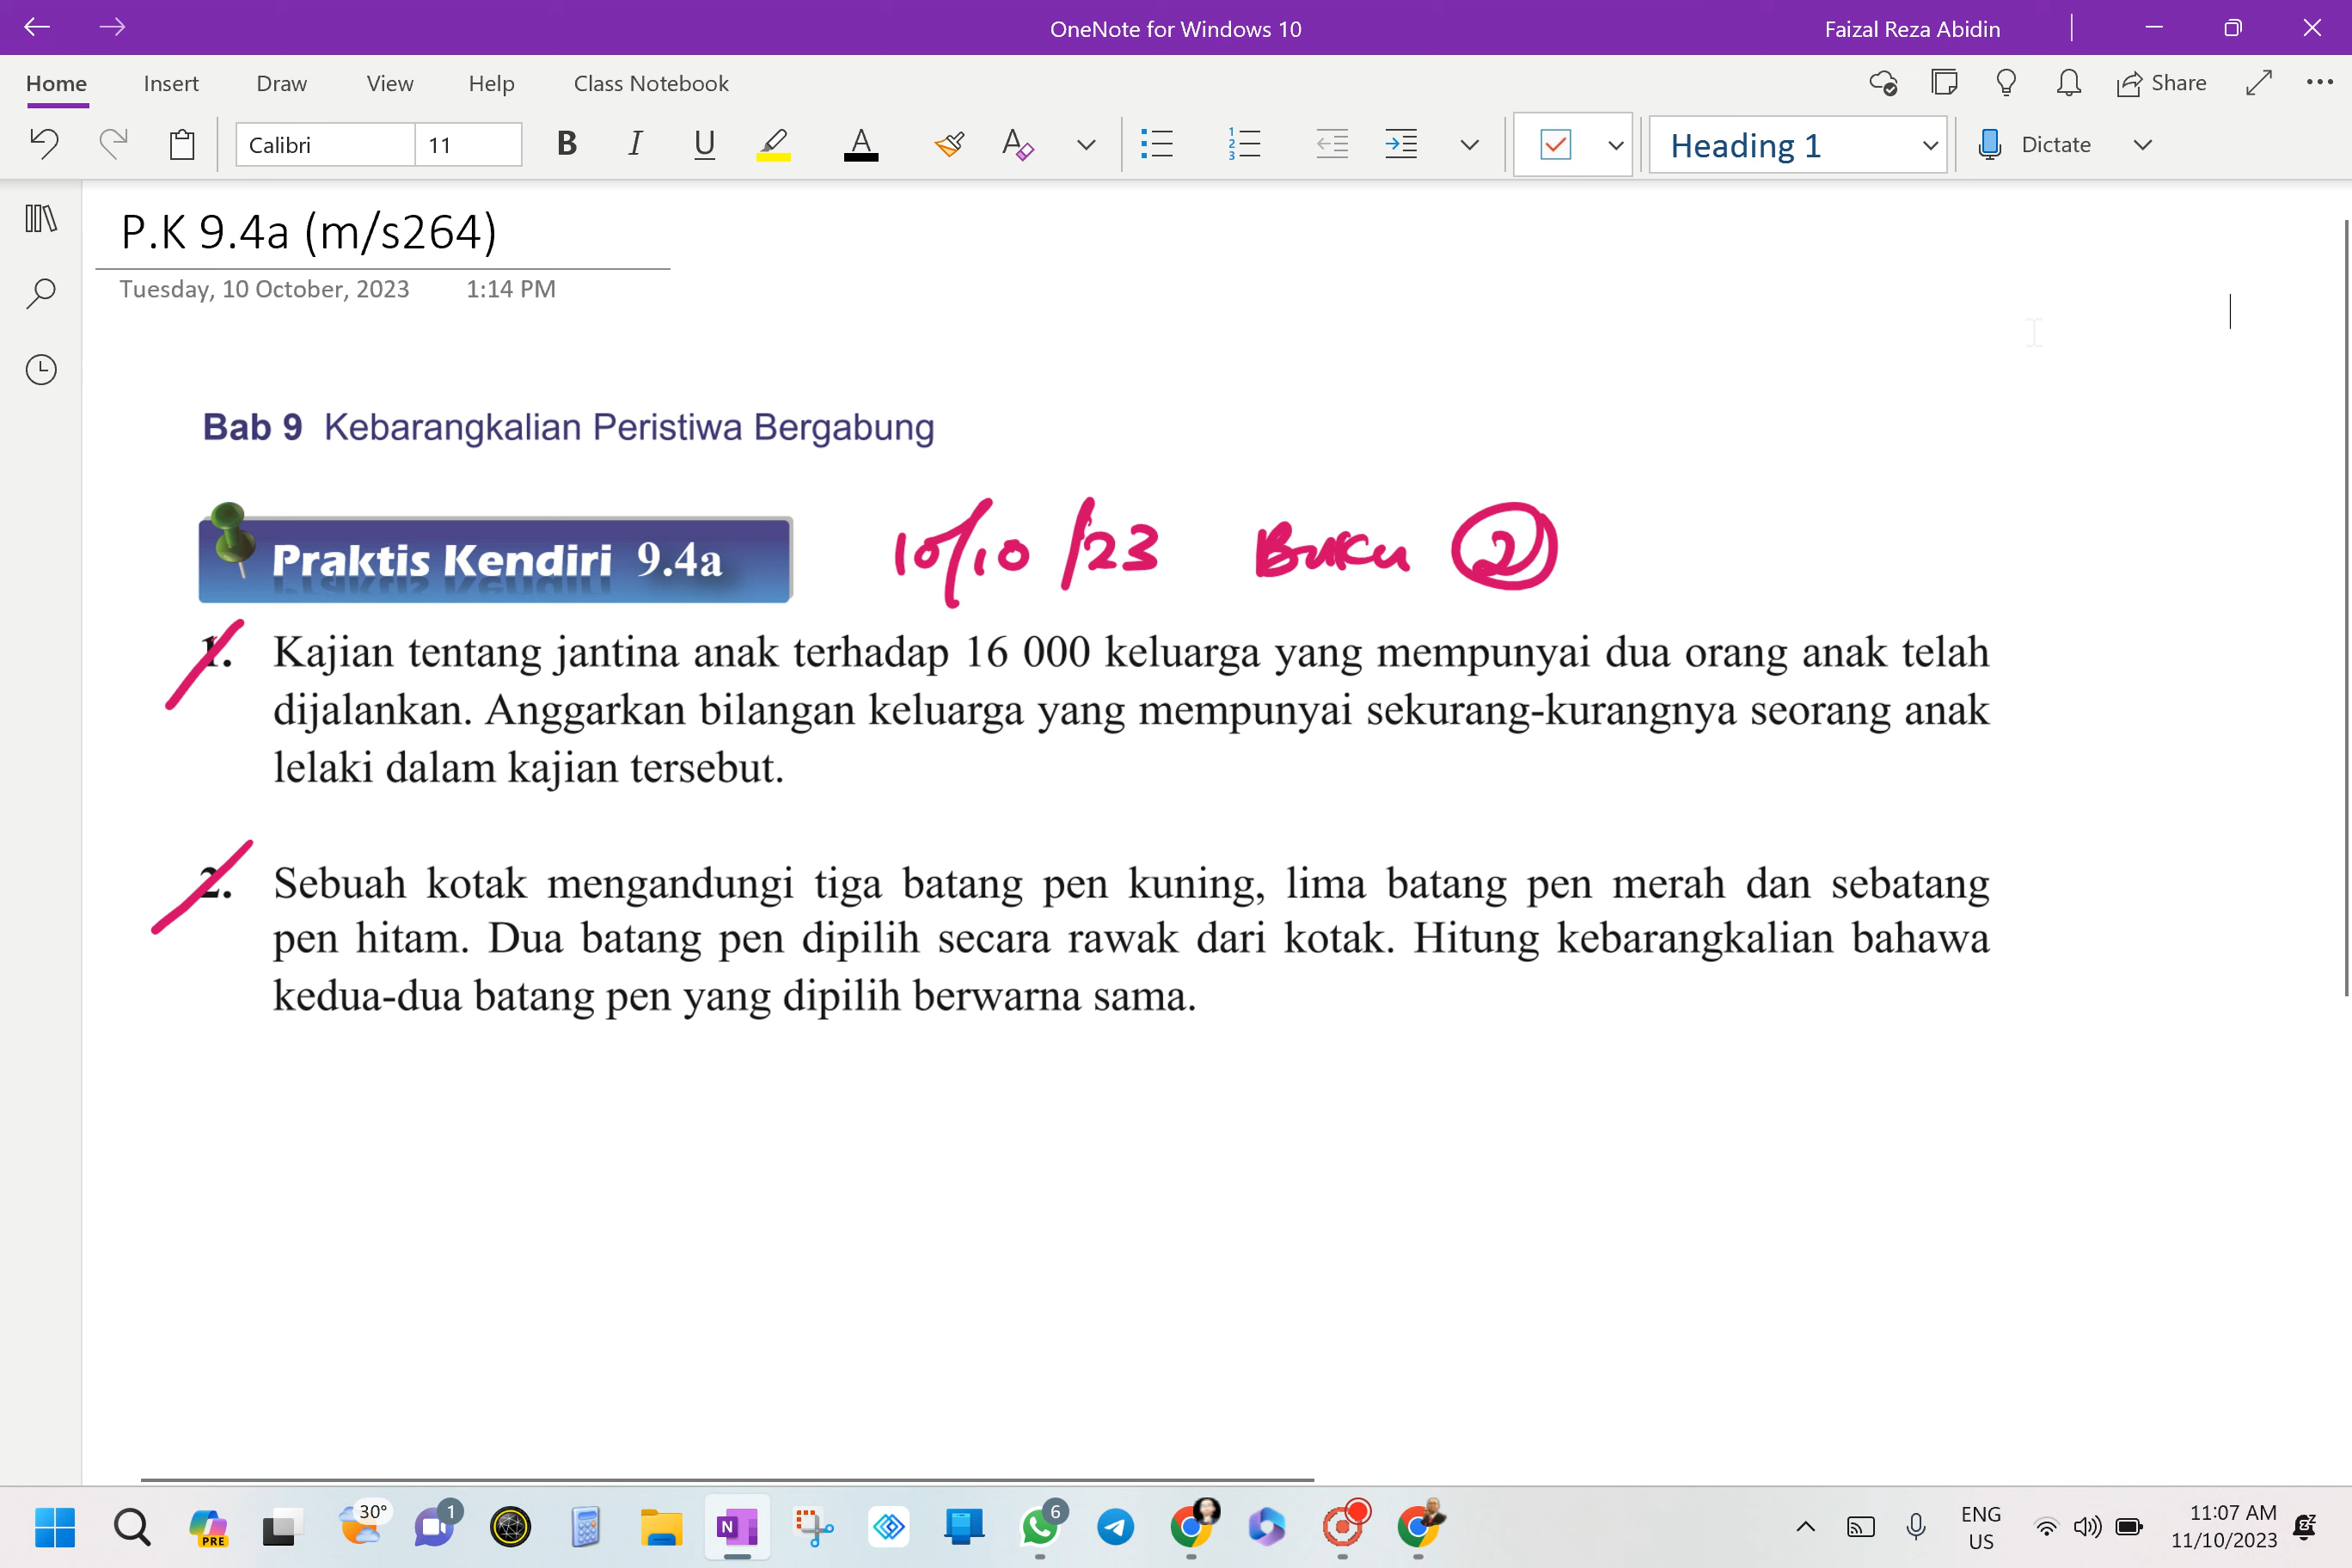 OneNote for Windows 10
Faizal Reza Abidin
Home Insert Draw View Help Class Notebook
Share
Calibri 11 B I U A A
Heading 1
Dictate
P.K 9.4a (m/s264)
Tuesday, 10 October, 2023 1:14 PM
Bab 9 Kebarangkalian Peristiwa Bergabung
Praktis Kendiri 9.4a
10/10/23 Buku 2
1. Kajian tentang jantina anak terhadap 16 000 keluarga yang mempunyai dua orang anak telah
dijalankan. Anggarkan bilangan keluarga yang mempunyai sekurang-kurangnya seorang anak
lelaki dalam kajian tersebut.
2. Sebuah kotak mengandungi tiga batang pen kuning, lima batang pen merah dan sebatang
pen hitam. Dua batang pen dipilih secara rawak dari kotak. Hitung kebarangkalian bahawa
kedua-dua batang pen yang dipilih berwarna sama.
PRE
30°
1
N
6
ENG
US
11:07 AM
11/10/2023